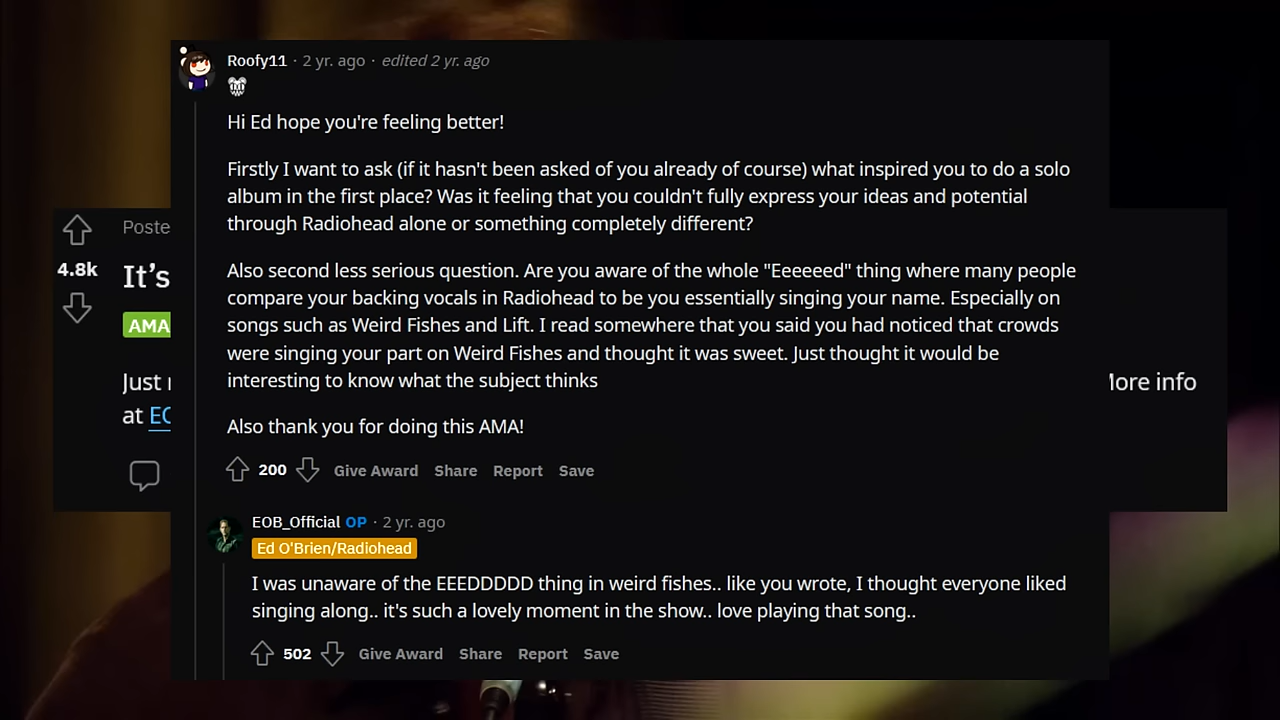 Roofy11 · 2 yr. ago · edited 2 yr. ago
Hi Ed hope you're feeling better!
Firstly I want to ask (if it hasn't been asked of you already of course) what inspired you to do a solo
album in the first place? Was it feeling that you couldn't fully express your ideas and potential
through Radiohead alone or something completely different?
Also second less serious question. Are you aware of the whole "Eeeeeed" thing where many people
compare your backing vocals in Radiohead to be you essentially singing your name. Especially on
songs such as Weird Fishes and Lift. I read somewhere that you said you had noticed that crowds
were singing your part on Weird Fishes and thought it was sweet. Just thought it would be
interesting to know what the subject thinks
Also thank you for doing this AMA!
200 Give Award Share Report Save
EOB_Official OP · 2 yr. ago
Ed O'Brien/Radiohead
I was unaware of the EEEDDDDD thing in weird fishes.. like you wrote, I thought everyone liked
singing along.. it's such a lovely moment in the show.. love playing that song..
502 Give Award Share Report Save
Poste
4.8k It's
AMA
Just
at EO
More info